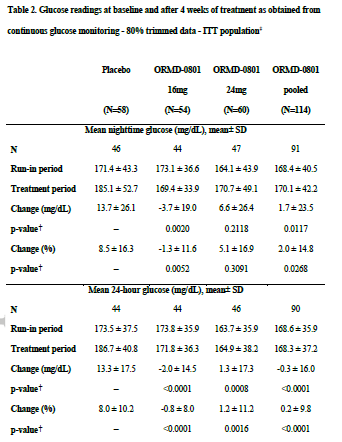 Table 2. Glucose readings at baseline and after 4 weeks of treatment as obtained from
continuous glucose monitoring - 80% trimmed data - ITT population¹
Placebo ORMD-0801 ORMD-0801 ORMD-0801
16mg 24mg pooled
(N=58) (N=54) (N=60) (N=114)
Mean nighttime glucose (mg/dL), mean± SD
N 46 44 47 91
Run-in period 171.4 ± 43.3 173.1 ± 36.6 164.1 ± 43.9 168.4 ± 40.5
Treatment period 185.1 ± 52.7 169.4 ± 33.9 170.7 ± 49.1 170.1 ± 42.2
Change (mg/dL) 13.7 ± 26.1 -3.7 ± 19.0 6.6 ± 26.4 1.7 ± 23.5
p-value† – 0.0020 0.2118 0.0117
Change (%) 8.5 ± 16.3 -1.3 ± 11.6 5.1 ± 16.9 2.0 ± 14.8
p-value† – 0.0052 0.3091 0.0268
Mean 24-hour glucose (mg/dL), mean± SD
N 44 44 46 90
Run-in period 173.5 ± 37.5 173.8 ± 35.9 163.7 ± 35.9 168.6 ± 35.9
Treatment period 186.7 ± 40.8 171.8 ± 36.3 164.9 ± 38.2 168.3 ± 37.2
Change (mg/dL) 13.3 ± 17.5 -2.0 ± 14.5 1.3 ± 17.3 -0.3 ± 16.0
p-value† – <0.0001 0.0008 <0.0001
Change (%) 8.0 ± 10.2 -0.8 ± 8.0 1.2 ± 11.2 0.2 ± 9.8
p-value† – <0.0001 0.0016 <0.0001